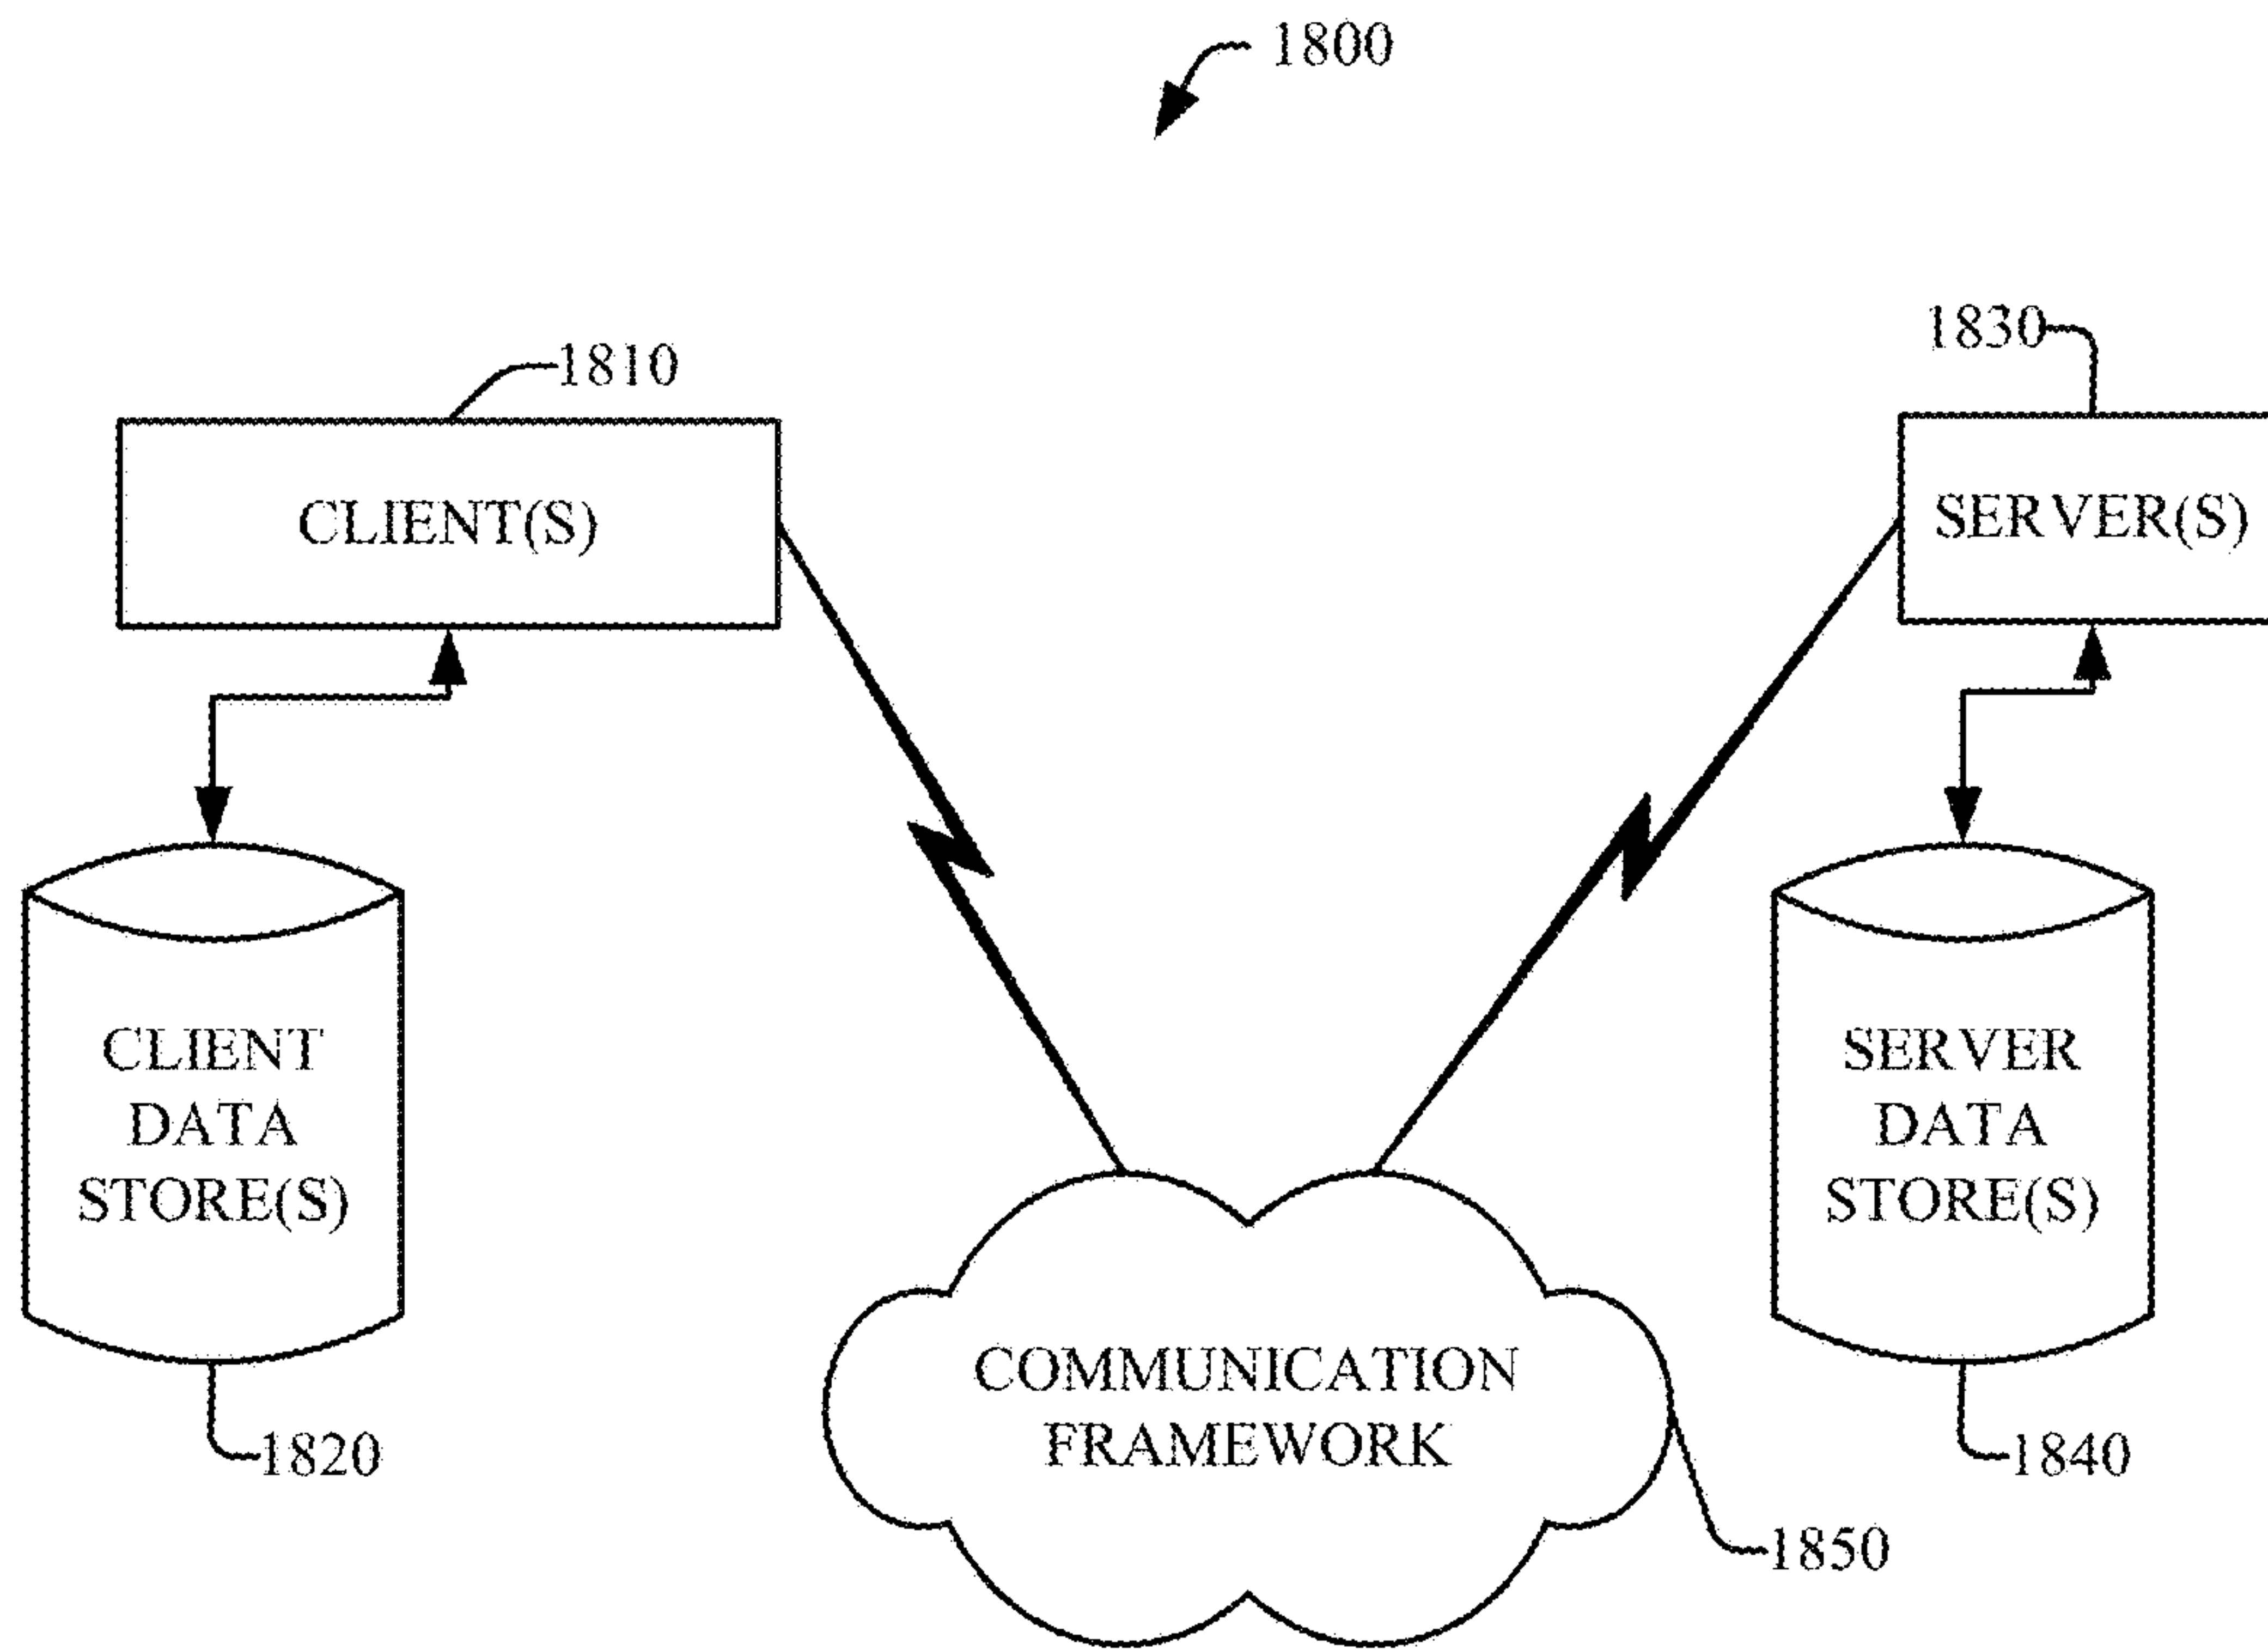 1800
1810
1830
CLIENT(S)
SERVER(S)
CLIENT
DATA
STORE(S)
SERVER
DATA
STORE(S)
COMMUNICATION
FRAMEWORK
1820
1840
1850